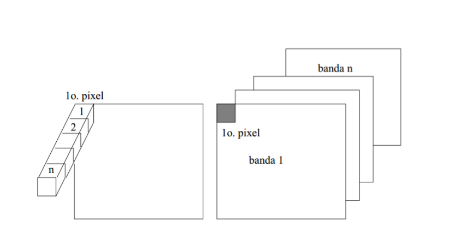 1o. pixel
1
2
n
banda n
1o. pixel
banda 1